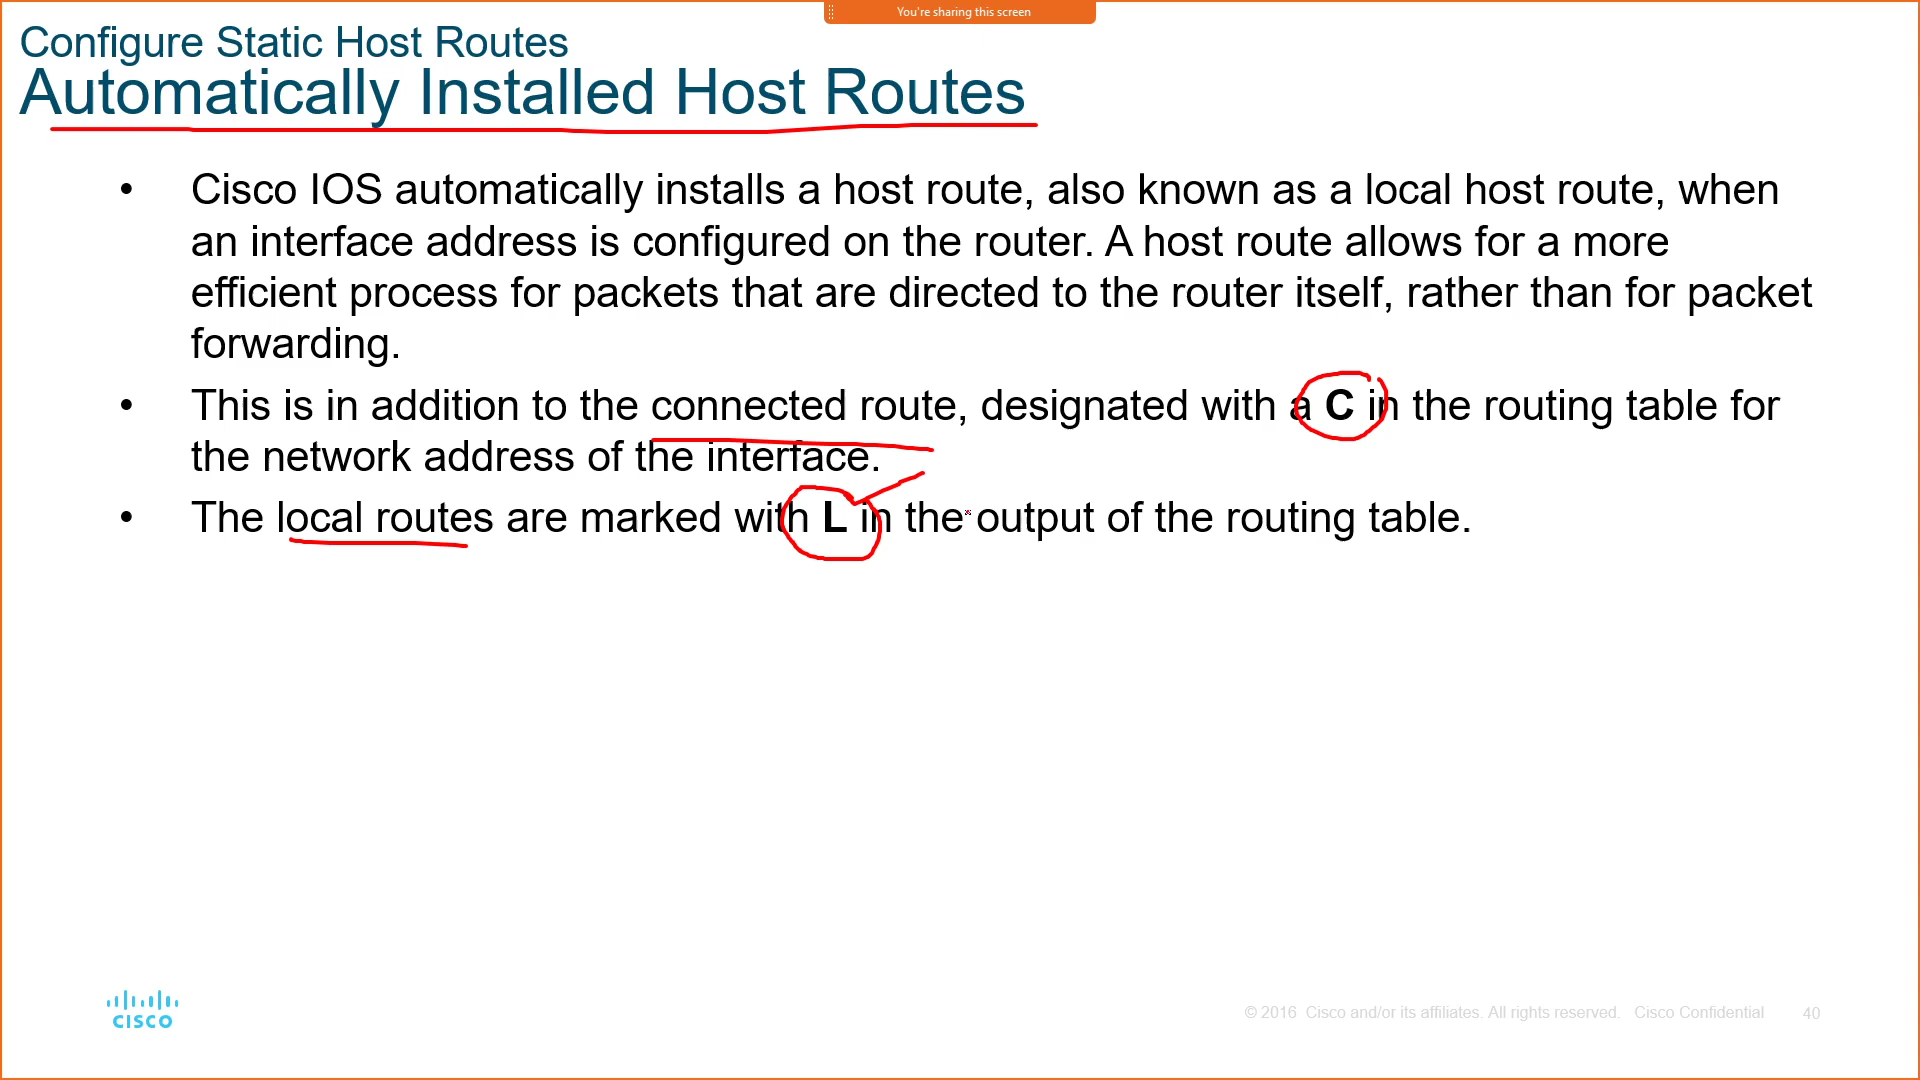 You're sharing this screen
Configure Static Host Routes
Automatically Installed Host Routes
• Cisco IOS automatically installs a host route, also known as a local host route, when
an interface address is configured on the router. A host route allows for a more
efficient process for packets that are directed to the router itself, rather than for packet
forwarding.
• This is in addition to the connected route, designated with a C in the routing table for
the network address of the interface.
• The local routes are marked with L in the output of the routing table.
CISCO
© 2016 Cisco and/or its affiliates. All rights reserved. Cisco Confidential 40